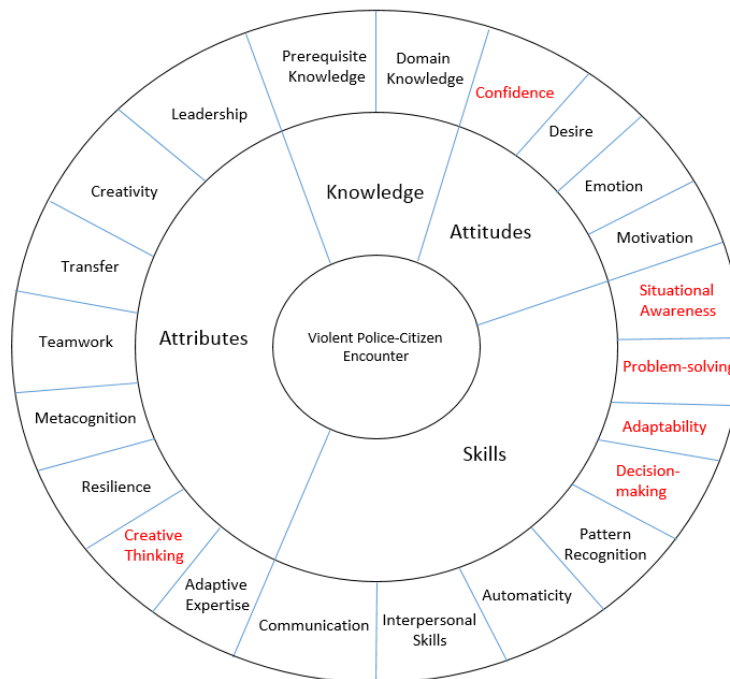 Prerequisite
Knowledge
Domain
Knowledge
Confidence
Desire
Emotion
Motivation
Situational
Awareness
Problem-solving
Adaptability
Decision-
making
Pattern
Recognition
Automaticity
Interpersonal
Skills
Communication
Adaptive
Expertise
Creative
Thinking
Resilience
Metacognition
Teamwork
Transfer
Creativity
Leadership
Knowledge
Attitudes
Skills
Attributes
Violent Police-Citizen
Encounter